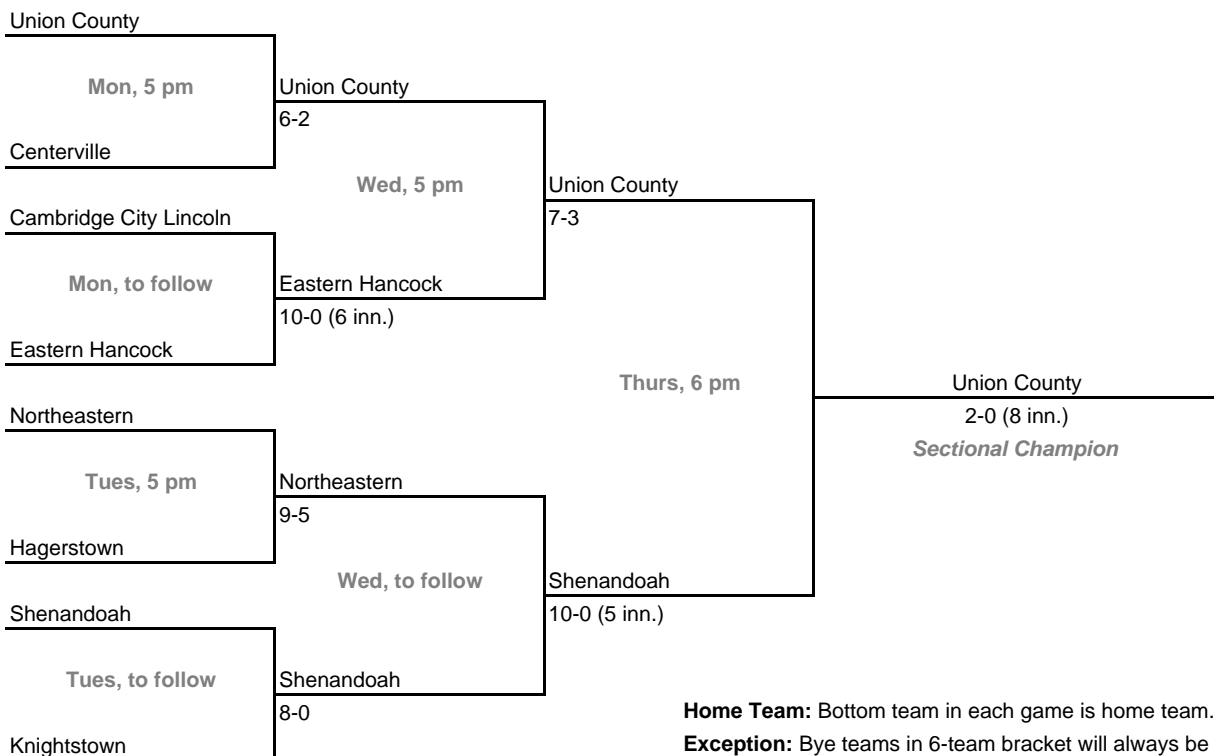 Union County
Mon, 5 pm
Union County
6-2
Centerville
Wed, 5 pm
Union County
7-3
Cambridge City Lincoln
Mon, to follow
Eastern Hancock
10-0 (6 inn.)
Eastern Hancock
Thurs, 6 pm
Union County
2-0 (8 inn.)
Sectional Champion
Northeastern
Tues, 5 pm
Northeastern
9-5
Hagerstown
Wed, to follow
Shenandoah
10-0 (5 inn.)
Shenandoah
Tues, to follow
Shenandoah
8-0
Knightstown
Home Team: Bottom team in each game is home team.
Exception: Bye teams in 6-team bracket will always be